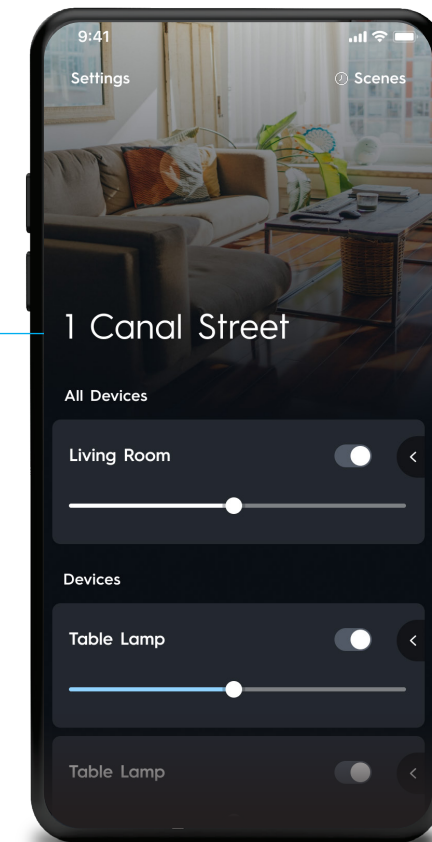 9:41
Settings
Scenes
1 Canal Street
All Devices
Living Room
Devices
Table Lamp
Table Lamp